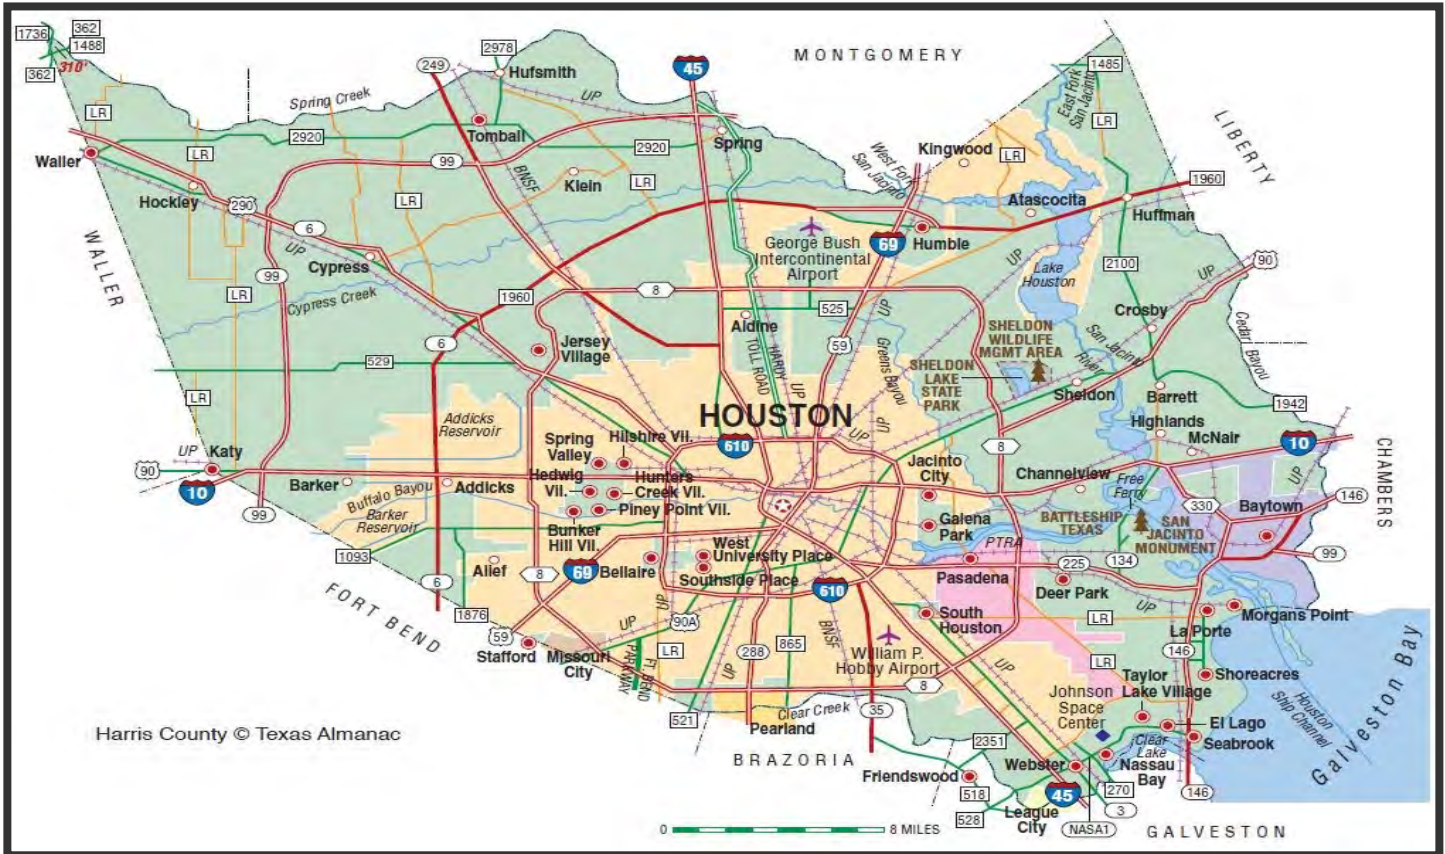 1736
362
1488
362
310'
249
2978
Hufsmith
45
MONTGOMERY
1485
East Fork
San Jacinto
LR
Spring Creek
UP
LIBERTY
LR
Tomball
2920
2920
Spring
Kingwood
LR
Waller
LR
99
BNSF
Klein
LR
West Fork
San Jacinto
1960
Hockley
290
LR
Atascocita
Huffman
6
George Bush
Intercontinental
Airport
69
Humble
WALLER
UP
Cypress
99
UP
Lake
Houston
2100
UP
90
LR
Cypress Creek
1960
8
525
UP
Crosby
Aldine
SHELDON
WILDLIFE
MGMT AREA
San Jacinto
River
Cedar Bayou
6
Jersey
Village
TOLL ROAD
HARDY
UP
59
Greens Bayou
SHELDON
LAKE
STATE
PARK
529
LR
Sheldon
Barrett
1942
HOUSTON
Addicks
Reservoir
UP
UP
Highlands
McNair
10
UP
Katy
Spring
Valley
Hilshire Vil.
610
8
90
Jacinto
City
Channelview
CHAMBERS
UP
10
Barker
Addicks
Hedwig
Vil.
Hunters
Creek Vil.
Free
Ferry
Buffalo Bayou
Piney Point Vil.
330
Baytown
146
99
Barker
Reservoir
Bunker
Hill Vil.
Galena
Park
BATTLESHIP
TEXAS
SAN
JACINTO
MONUMENT
1093
West
University Place
PTRA
99
Alief
8
69
Bellaire
Southside Place
Pasadena
225
134
6
610
Deer Park
FORT BEND
1876
UP
90A
UP
BNSF
South
Houston
LR
UP
Morgans Point
La Porte
59
Stafford
Missouri
City
FT. BEND
PARKWAY
LR
UP
288
865
William P.
Hobby Airport
UP
LR
146
8
Taylor
Lake Village
Shoreacres
Johnson
Space
Center
Houston
Ship Channel
Galveston Bay
521
Clear Creek
35
Pearland
El Lago
Harris County © Texas Almanac
2351
Clear
Lake
Seabrook
BRAZORIA
Friendswood
Webster
Nassau
Bay
518
45
270
146
528
League
City
3
NASA1
GALVESTON
0
8 MILES